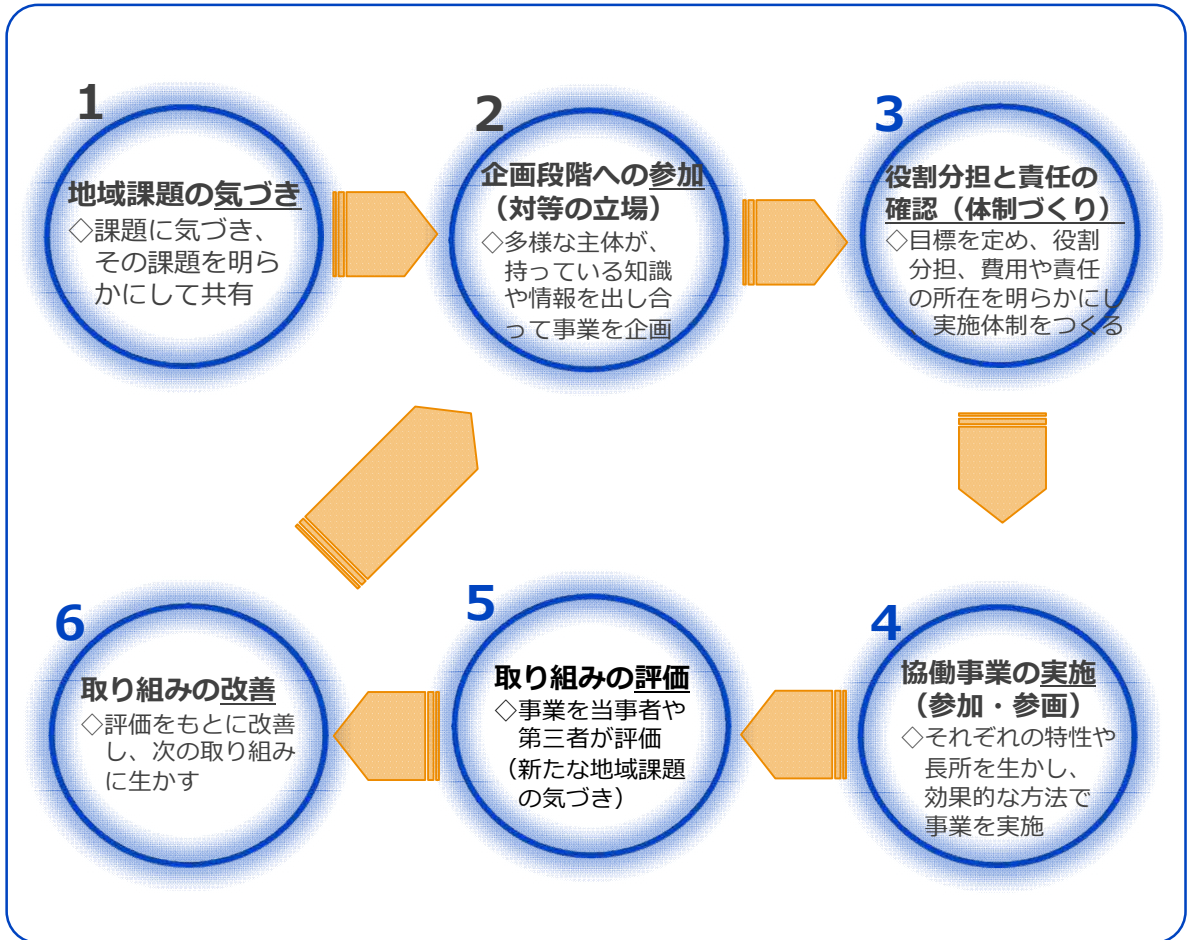 1
地域課題の気づき
◇課題に気づき、
その課題を明ら
かにして共有
2
企画段階への参加
（対等の立場）
◇多様な主体が、
持っている知識
や情報を出し合
って事業を企画
3
役割分担と責任の
確認（体制づくり）
◇目標を定め、役割
分担、費用や責任
の所在を明らかにし
、実施体制をつくる
4
協働事業の実施
（参加・参画）
◇それぞれの特性や
長所を生かし、
効果的な方法で
事業を実施
5
取り組みの評価
◇事業を当事者や
第三者が評価
（新たな地域課題
の気づき）
6
取り組みの改善
◇評価をもとに改善
し、次の取り組み
に生かす